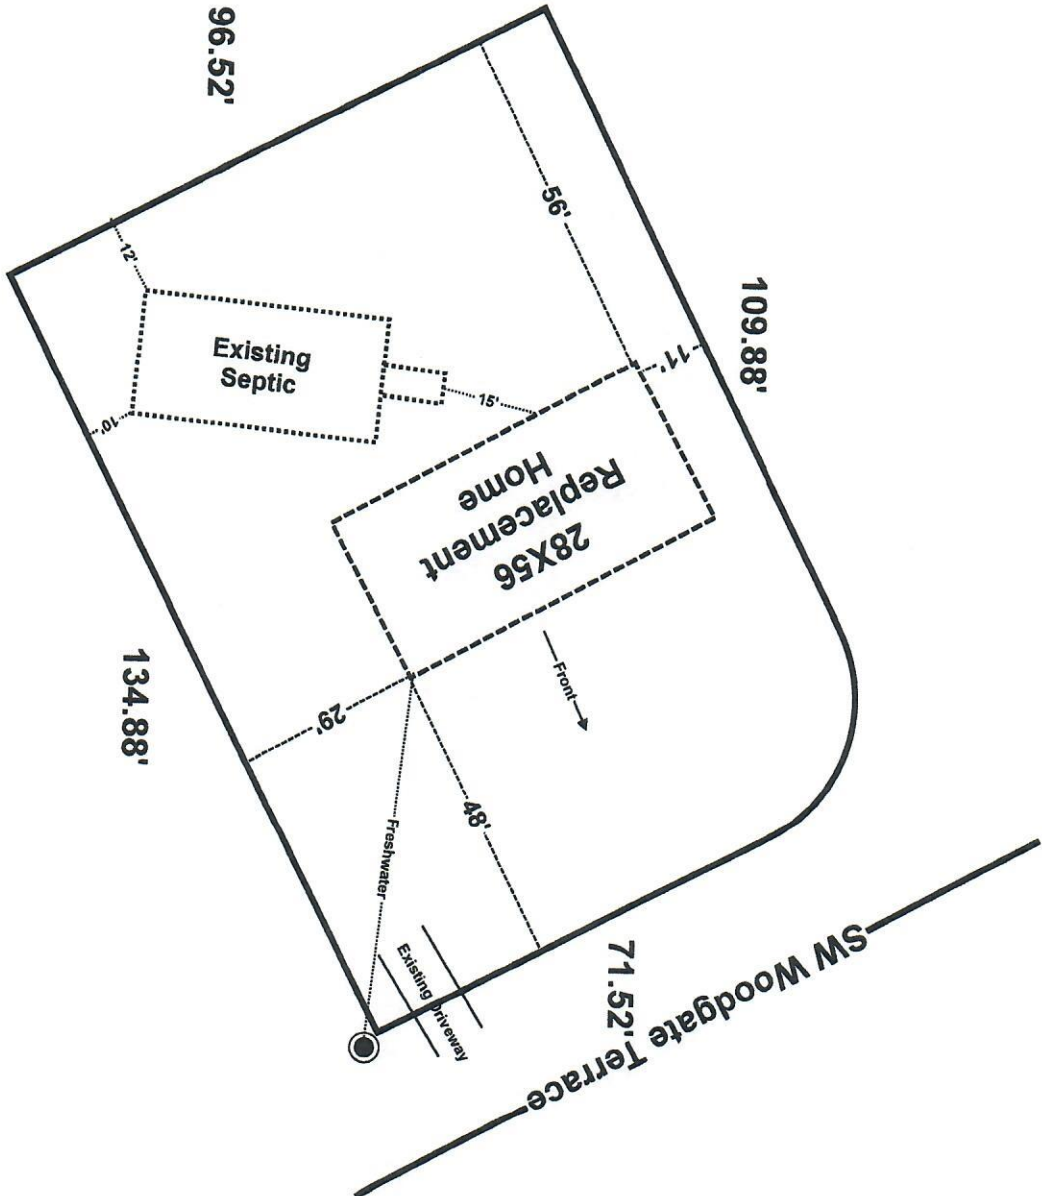 96.52'
56'
109.88'
11'
12'
Existing
Septic
15'
10'
28X56
Replacement
Home
Front
134.88'
29'
48'
Freshwater
Existing Driveway
71.52'
SW Woodgate Terrace